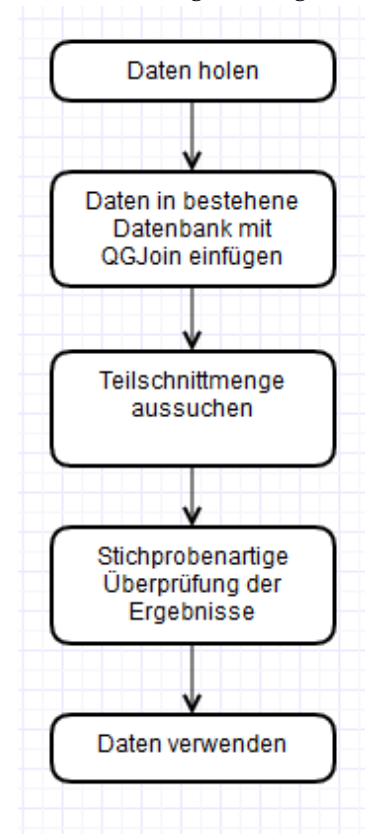 Daten holen
Daten in bestehene
Datenbank mit
QGJoin einfügen
Teilschnittmenge
aussuchen
Stichprobenartige
Überprüfung der
Ergebnisse
Daten verwenden